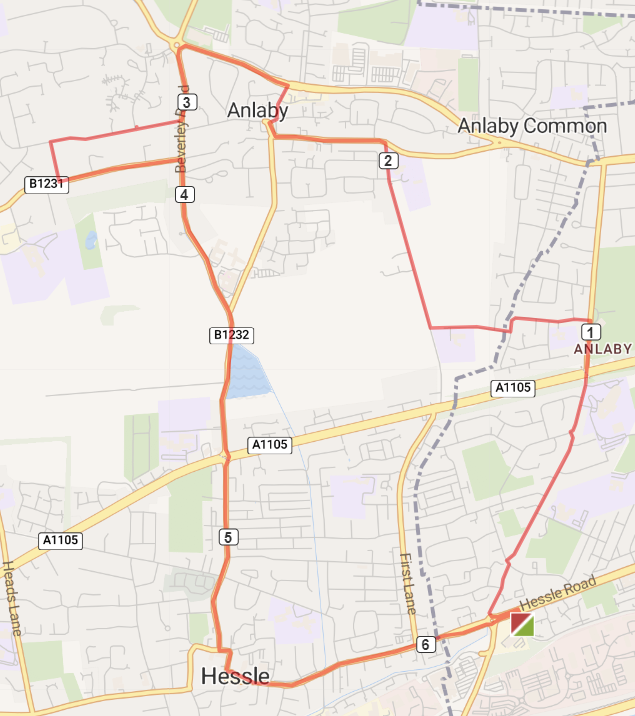 3
Anlaby
Beverley Road
Anlaby Common
2
B1231
4
B1232
1
ANLABY
A1105
A1105
5
A1105
Heads Lane
First Lane
Hessle Road
6
Hessle